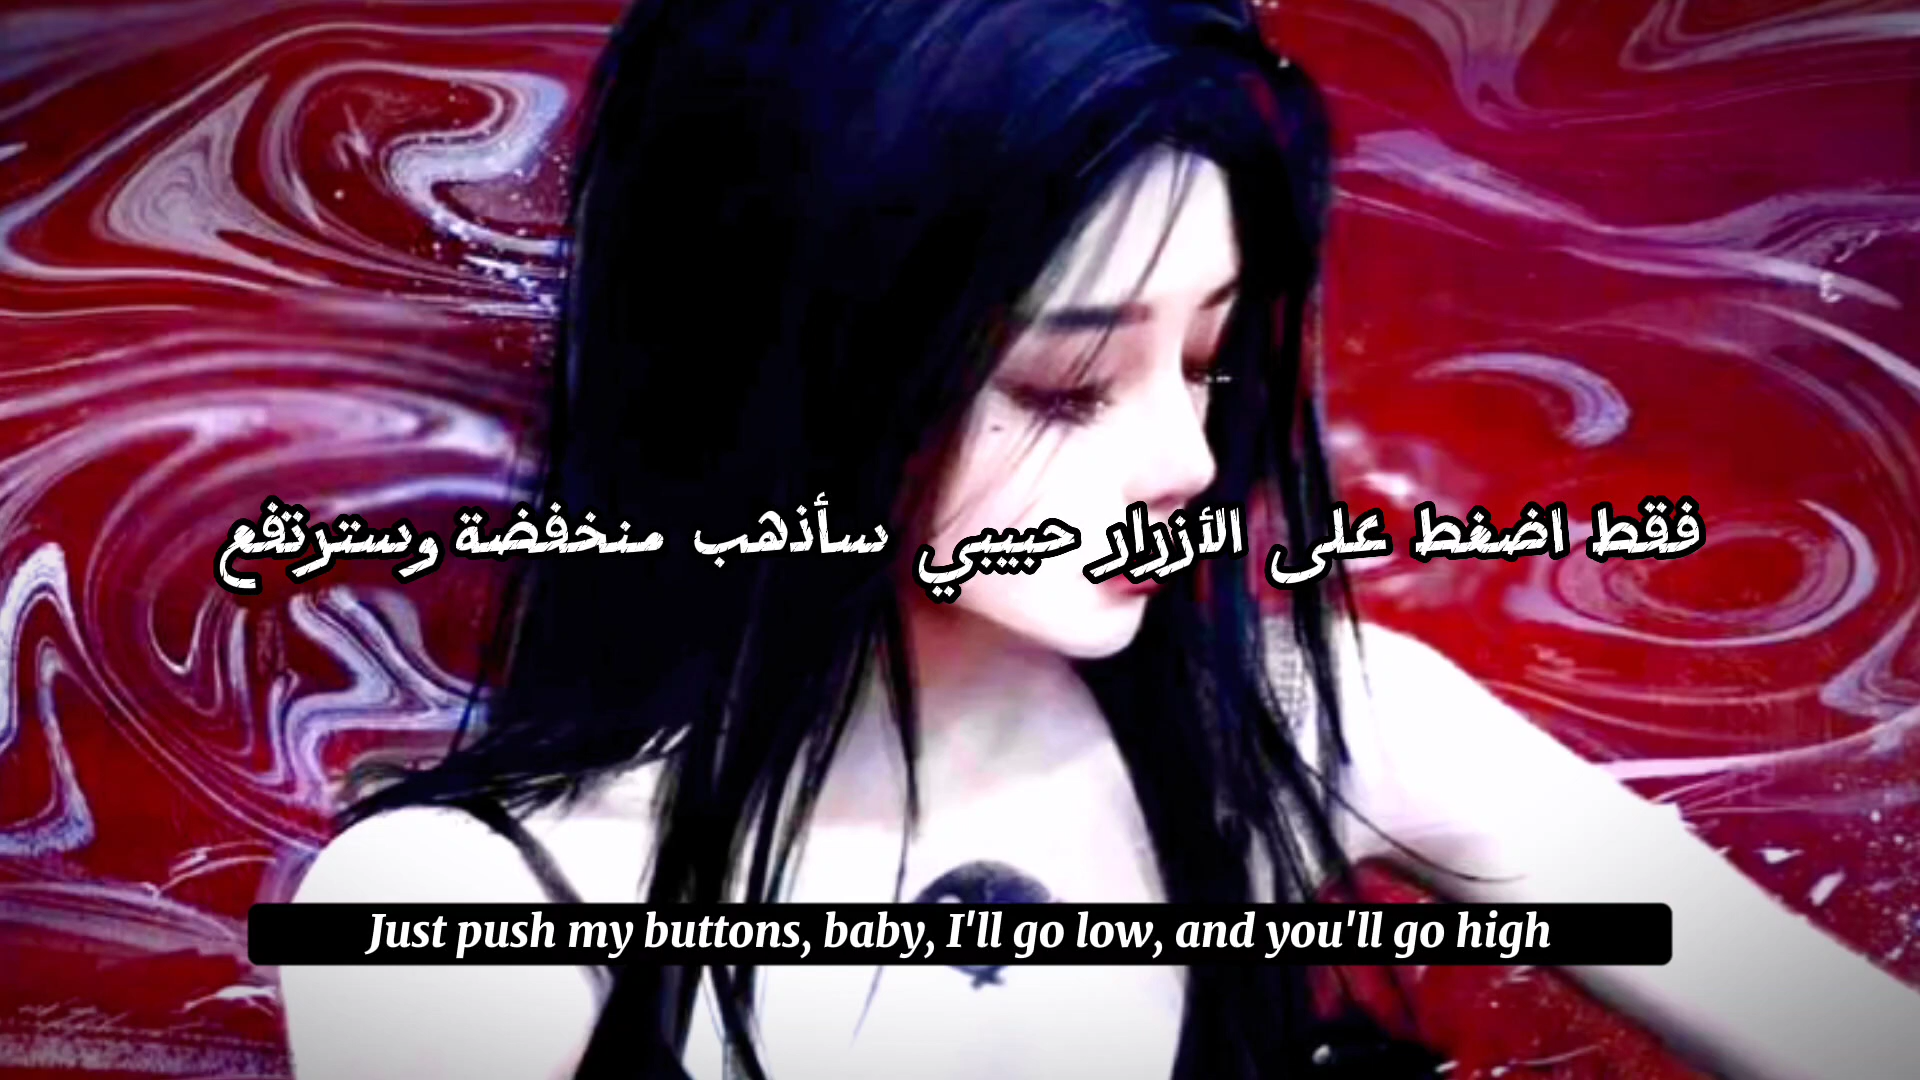 فقط اضغط على الأزرار حبيبي سأذهب منخفضة وسترتفع
Just push my buttons, baby, I'll go low, and you'll go high